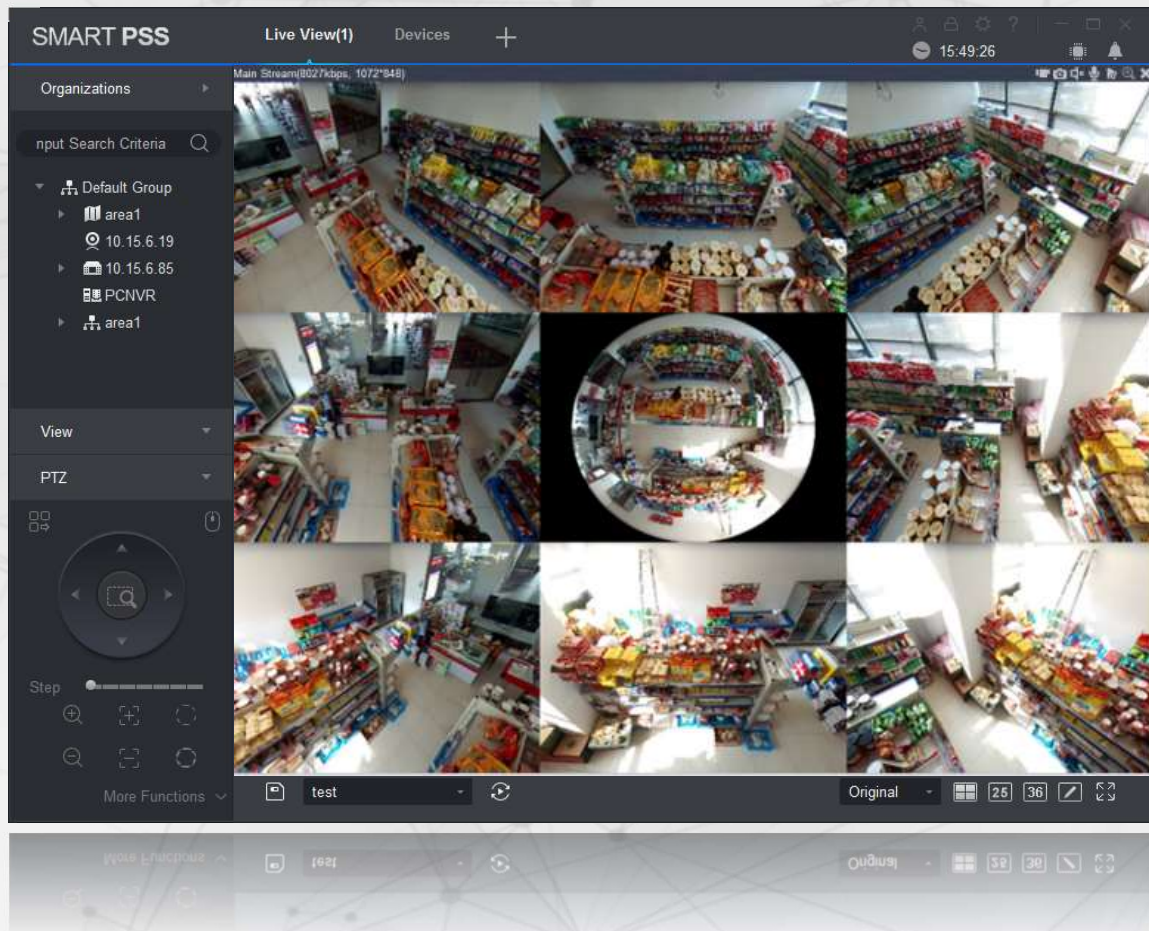 SMART PSS
Live View(1)
Devices
15:49:26
Organizations
Main Stream(8027kbps, 1072*848)
nput Search Criteria
Default Group
area1
10.15.6.19
10.15.6.85
PCNVR
area1
View
PTZ
Step
More Functions
test
Original
25
36